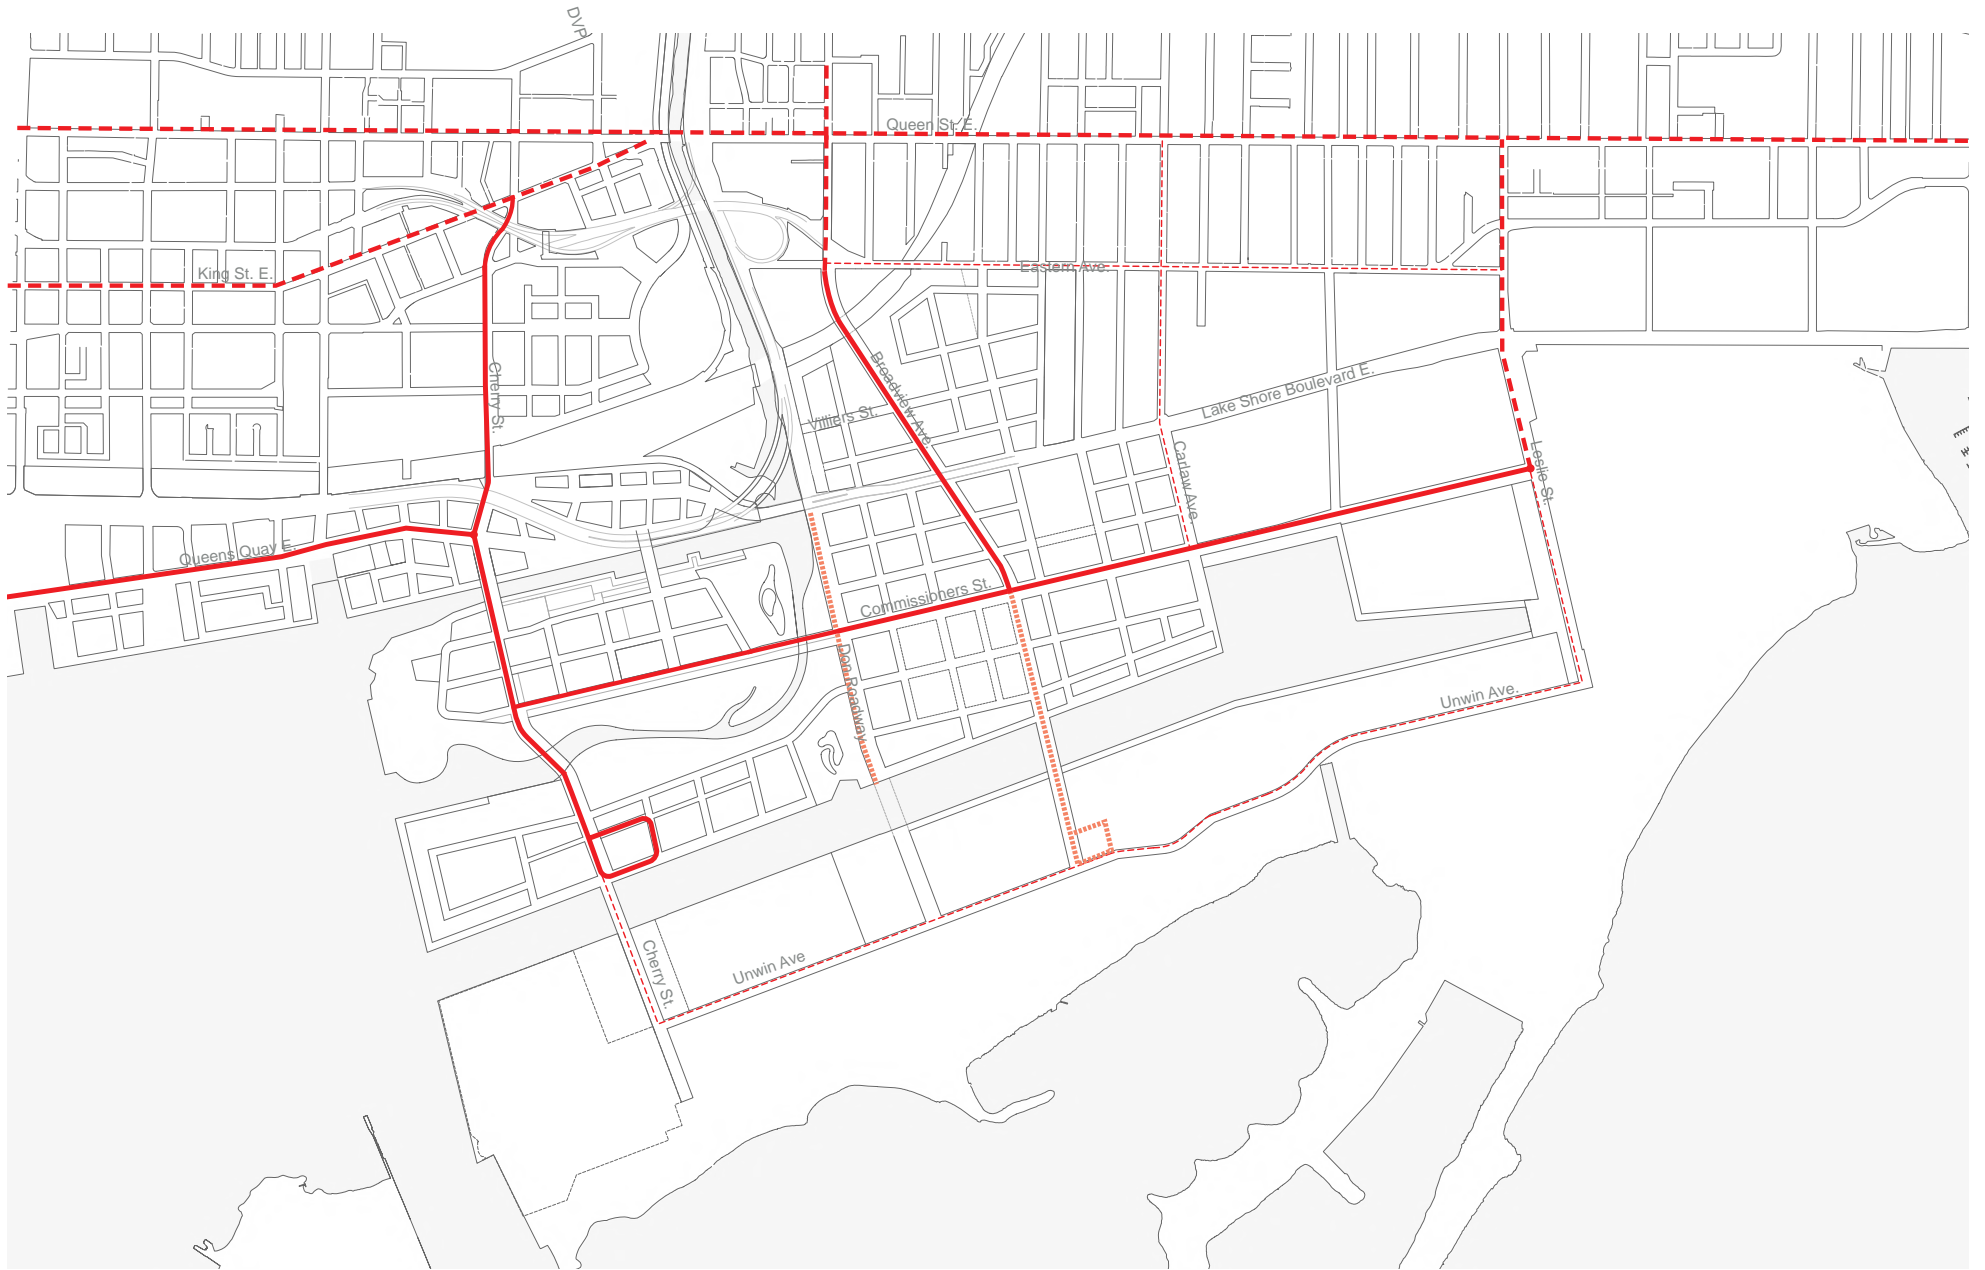 DVP
Queen St. E.
King St. E.
Eastern Ave.
Cherry St.
Broadview Ave.
Lake Shore Boulevard E.
Villiers St.
Carlaw Ave.
Leslie St.
Queens Quay E.
Commissioners St.
Don Roadway
Unwin Ave.
Cherry St.
Unwin Ave